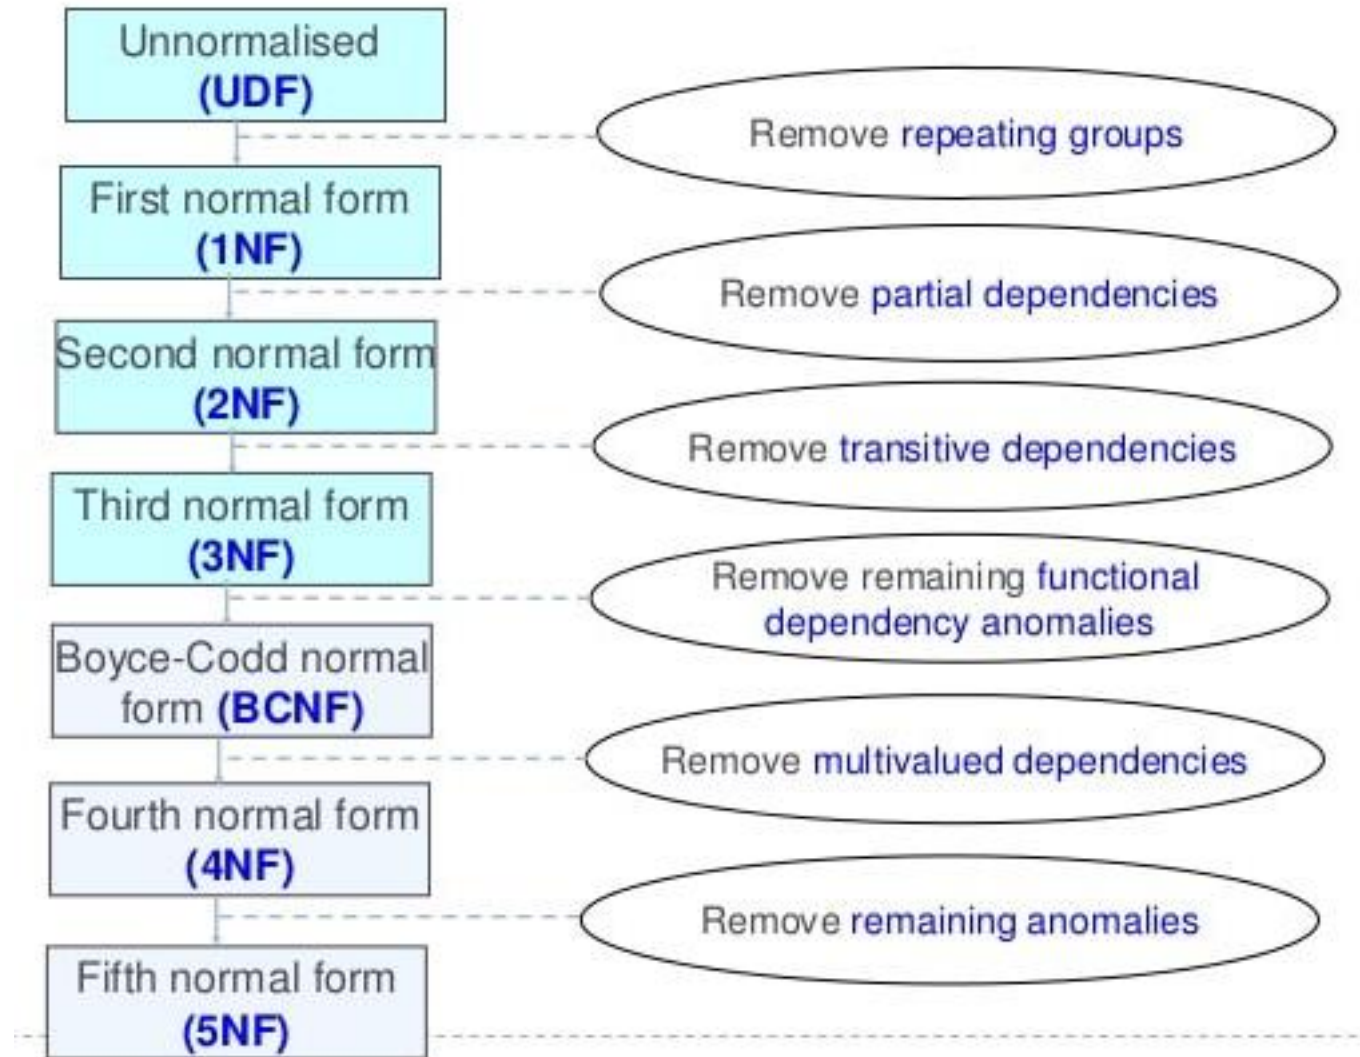 Unnormalised
(UDF)
Remove repeating groups
First normal form
(1NF)
Remove partial dependencies
Second normal form
(2NF)
Remove transitive dependencies
Third normal form
(3NF)
Remove remaining functional
dependency anomalies
Boyce-Codd normal
form (BCNF)
Remove multivalued dependencies
Fourth normal form
(4NF)
Remove remaining anomalies
Fifth normal form
(5NF)